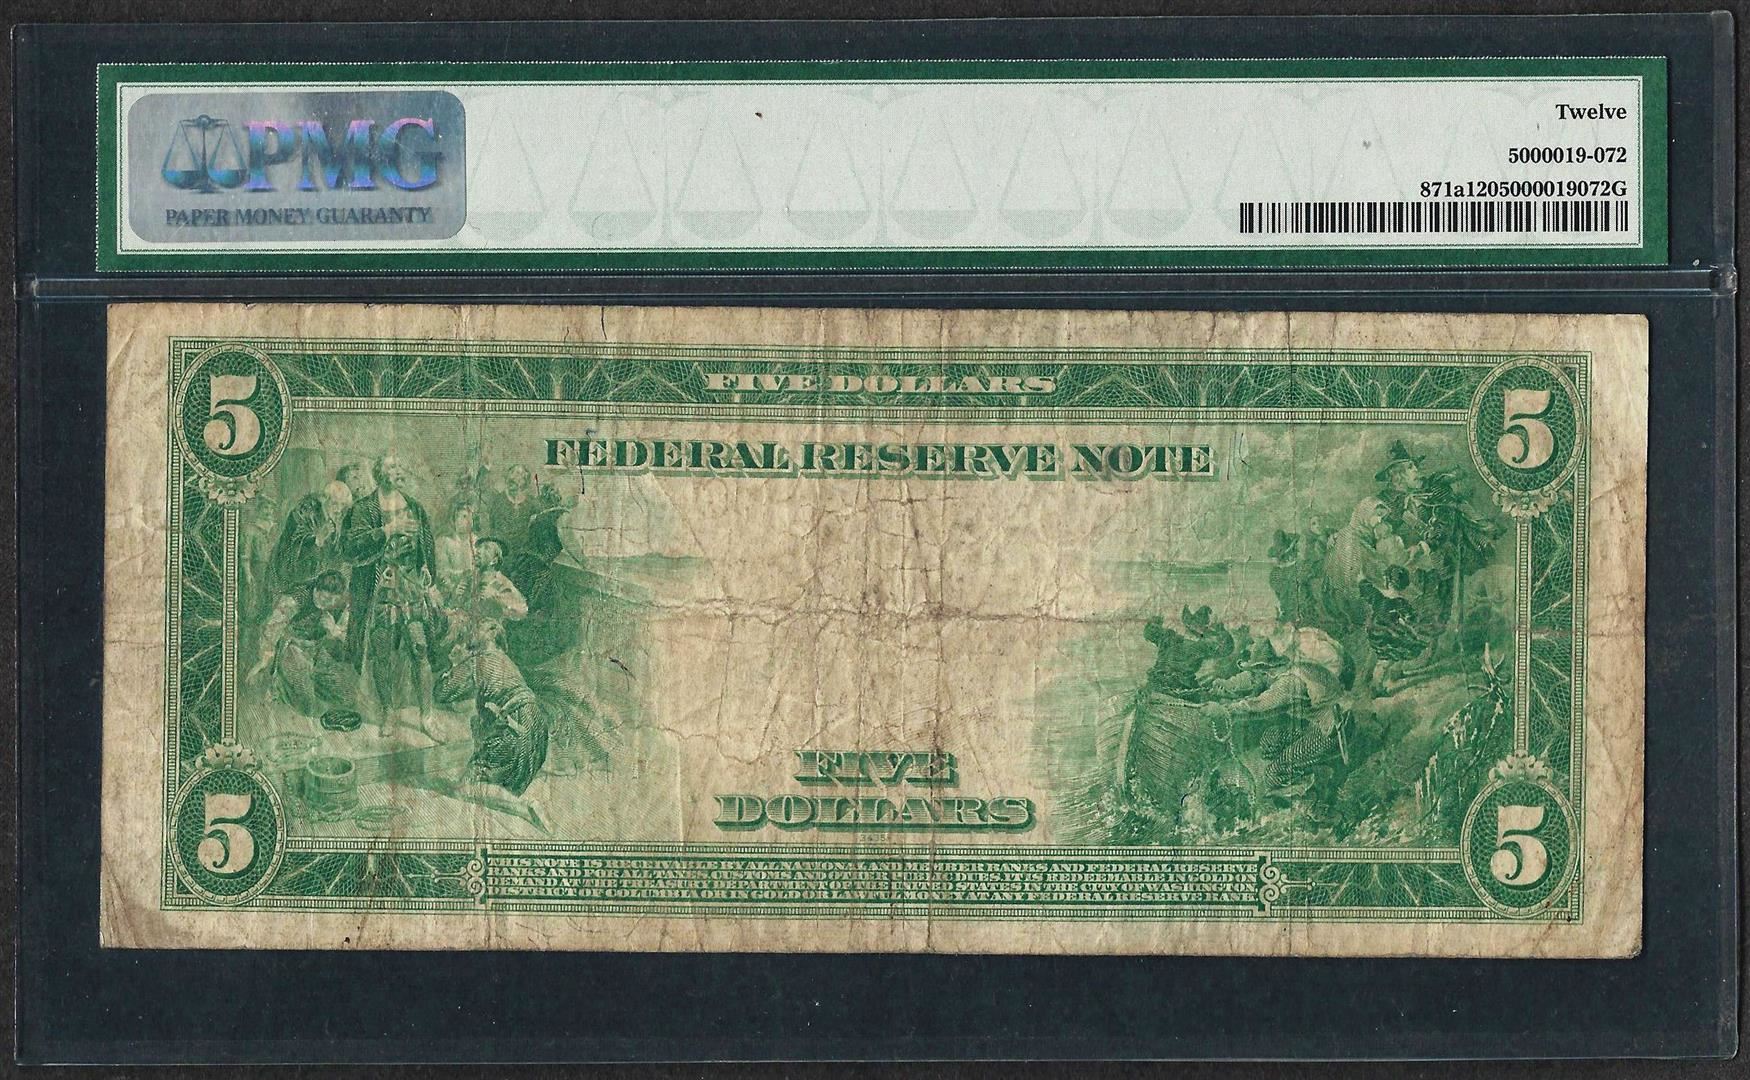 PMG
PAPER MONEY GUARANTY
Twelve
5000019-072
871a1205000019072G
5
FIVE DOLLARS
5
FEDERAL RESERVE NOTE
FIVE
DOLLARS
5
5
THIS NOTE IS RECEIVABLE BY ALL NATIONAL AND MEMBER BANKS AND FEDERAL RESERVE
BANKS AND FOR ALL TAXES, CUSTOMS AND OTHER PUBLIC DUES. IT IS REDEEMABLE IN GOLD ON
DEMAND AT THE TREASURY DEPARTMENT OF THE UNITED STATES IN THE CITY OF WASHINGTON
DISTRICT OF COLUMBIA OR IN GOLD OR LAWFUL MONEY AT ANY FEDERAL RESERVE BANK.